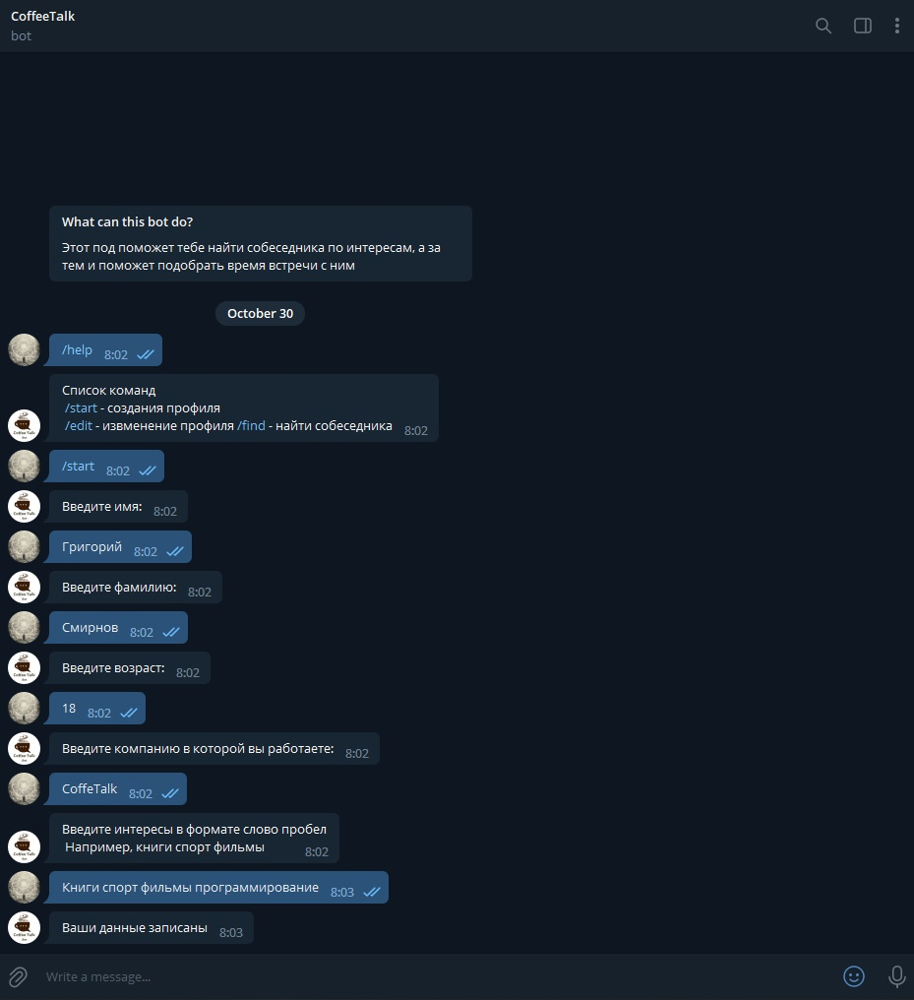 CoffeeTalk
bot
What can this bot do?
Этот под поможет тебе найти собеседника по интересам, а за
тем и поможет подобрать время встречи с ним
October 30
/help 8:02
Список команд
/start - создания профиля
/edit - извменение профиля /find - найти собеседника 8:02
/start 8:02
Введите имя: 8:02
Григорий 8:02
Введите фамилию: 8:02
Смирнов 8:02
Введите возраст: 8:02
18 8:02
Введите компанию в которой вы работаете: 8:02
CoffeTalk 8:02
Введите интересы в формате слово пробел
Например, книги спорт фильмы 8:02
Книги спорт фильмы программирование 8:03
Ваши данные записаны 8:03
Write a message...